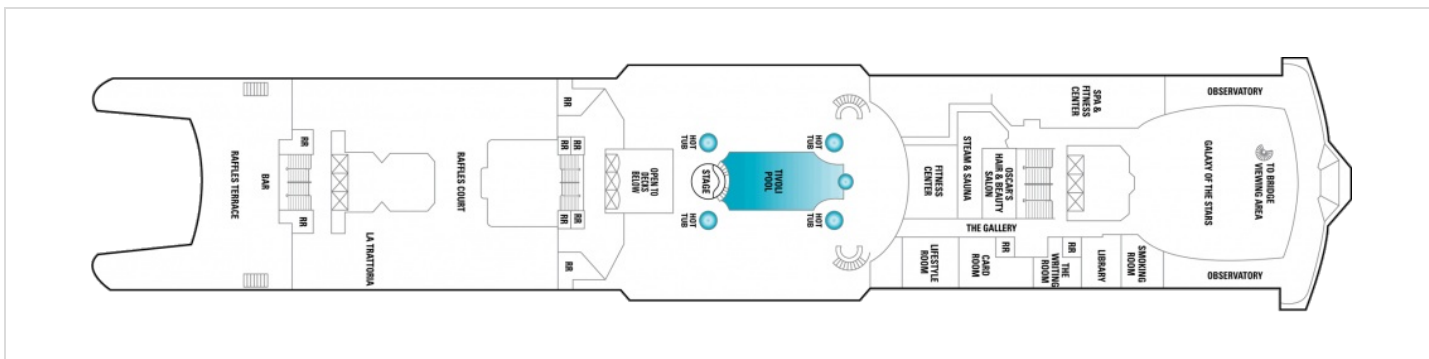 RAFFLES TERRACE
BAR
RR
RR
LA TRATTORIA
RAFFLES COURT
RR
RR RR
RR RR
RR
OPEN TO
DECKS
BELOW
HOT
TUB
HOT
TUB
STAGE
TIVOLI
POOL
HOT
TUB
HOT
TUB
FITNESS
CENTER
STEAM & SAUNA
OSCAR'S
HAIR & BEAUTY
SALON
SPA &
FITNESS
CENTER
THE GALLERY
LIFESTYLE
ROOM
CARD
ROOM
RR
THE
WRITING
ROOM
RR
LIBRARY
SMOKING
ROOM
OBSERVATORY
GALAXY OF THE STARS
TO BRIDGE
VIEWING AREA
OBSERVATORY